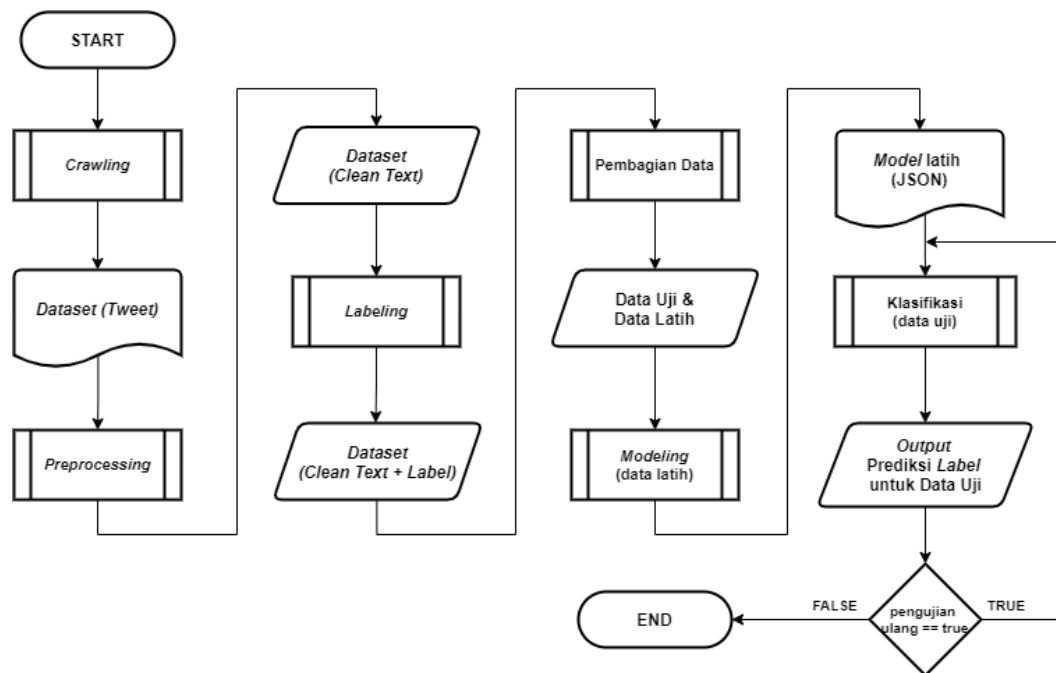 START
Crawling
Dataset (Tweet)
Preprocessing
Dataset
(Clean Text)
Labeling
Dataset
(Clean Text + Label)
Pembagian Data
Data Uji &
Data Latih
Modeling
(data latih)
Model latih
(JSON)
Klasifikasi
(data uji)
Output
Prediksi Label
untuk Data Uji
pengujian
ulang == true
TRUE
FALSE
END